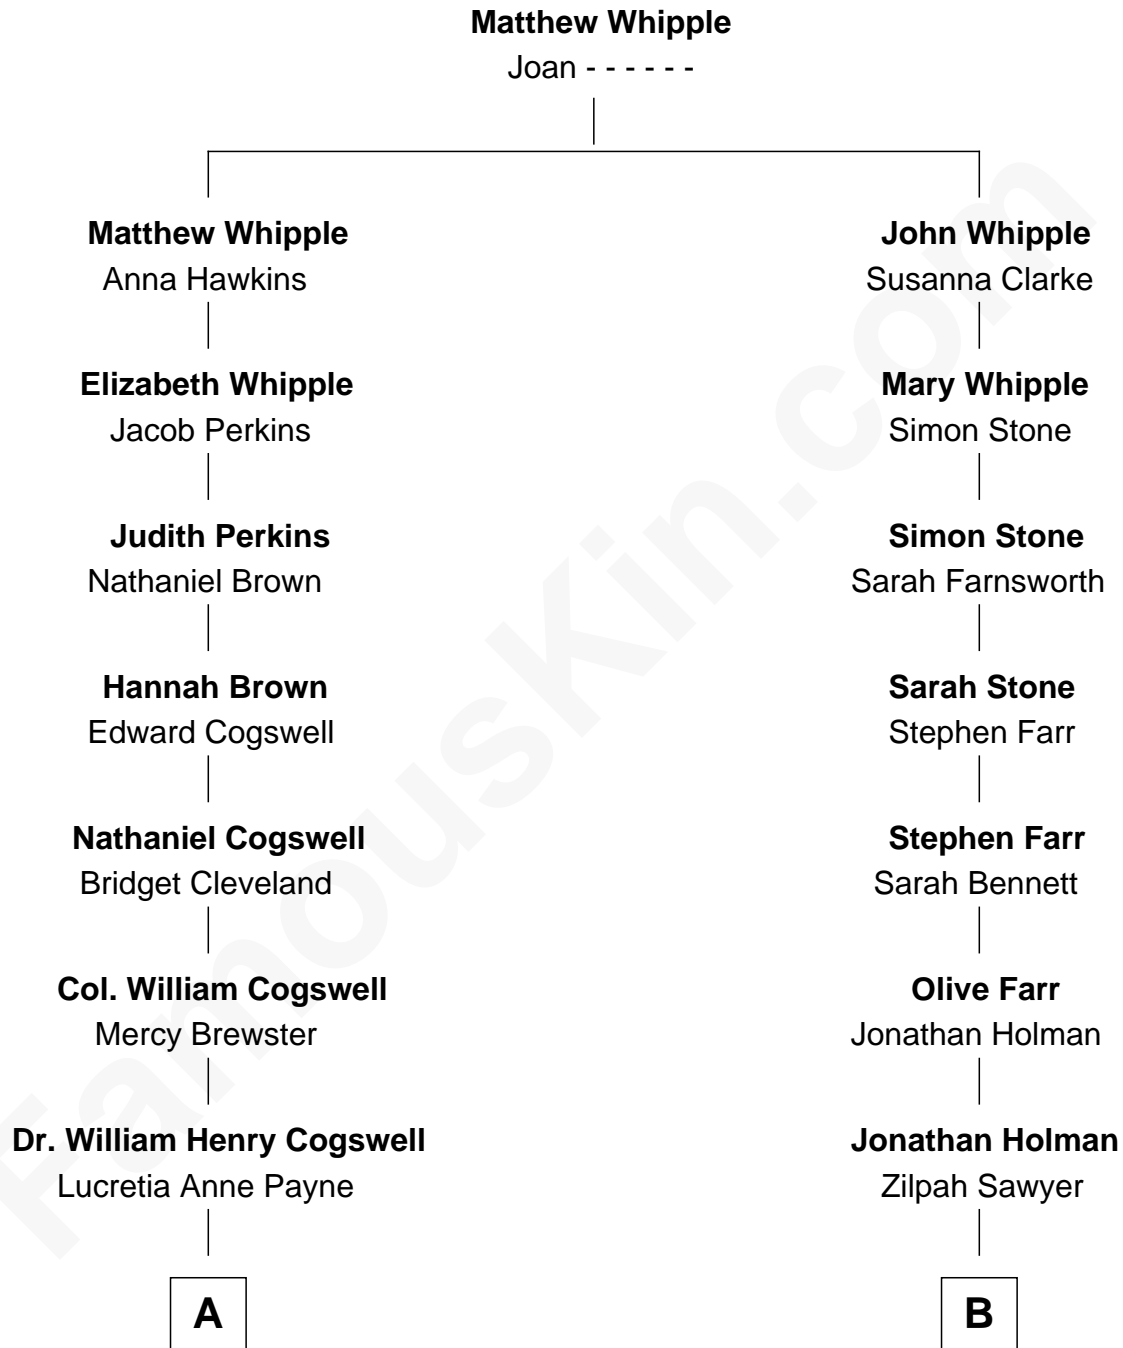 Matthew Whipple
Joan - - - - - -
Matthew Whipple
Anna Hawkins
Elizabeth Whipple
Jacob Perkins
Judith Perkins
Nathaniel Brown
Hannah Brown
Edward Cogswell
Nathaniel Cogswell
Bridget Cleveland
Col. William Cogswell
Mercy Brewster
Dr. William Henry Cogswell
Lucretia Anne Payne
A
John Whipple
Susanna Clarke
Mary Whipple
Simon Stone
Simon Stone
Sarah Farnsworth
Sarah Stone
Stephen Farr
Stephen Farr
Sarah Bennett
Olive Farr
Jonathan Holman
Jonathan Holman
Zilpah Sawyer
B
FamousKin.com